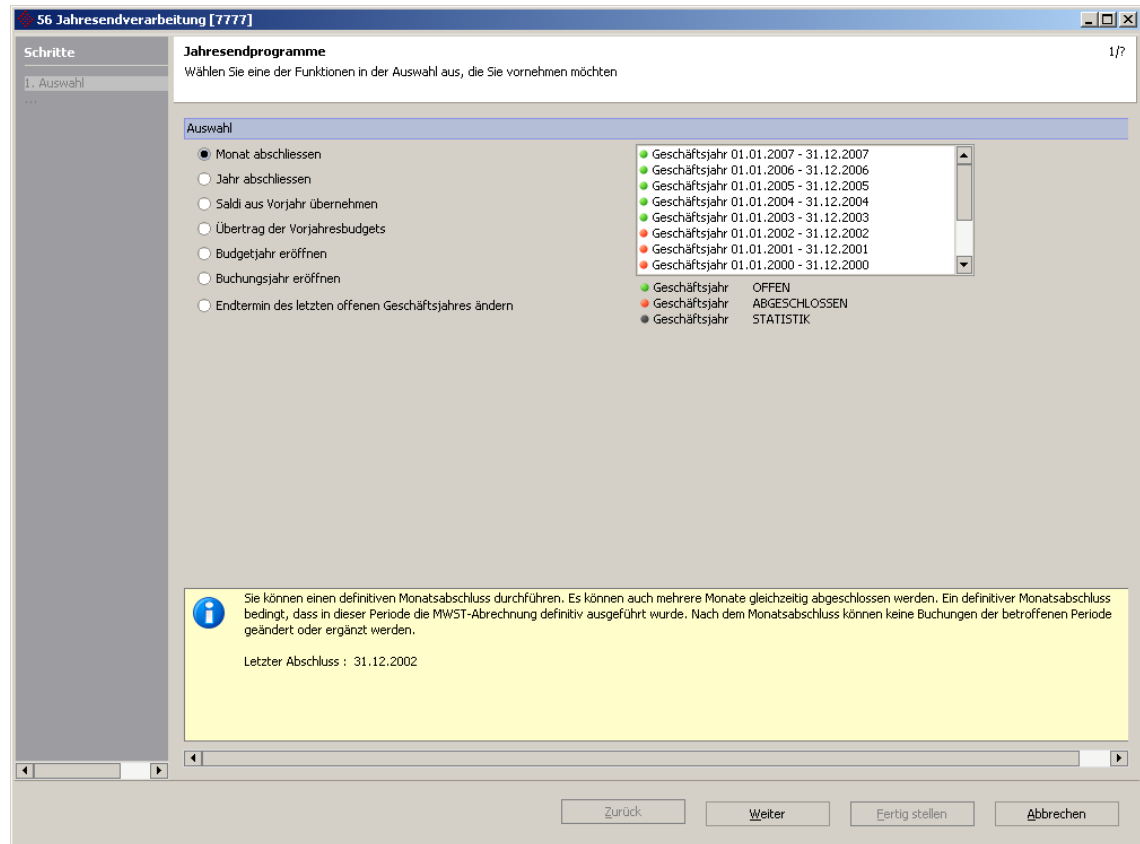 56 Jahresendverarbeitung [7777]
Schritte
1. Auswahl
...
Jahresendprogramme
1/?
Wählen Sie eine der Funktionen in der Auswahl aus, die Sie vornehmen möchten
Auswahl
Monat abschliessen
Jahr abschliessen
Saldi aus Vorjahr übernehmen
Übertrag der Vorjahresbudgets
Budgetjahr eröffnen
Buchungsjahr eröffnen
Endtermin des letzten offenen Geschäftsjahres ändern
Geschäftsjahr 01.01.2007 - 31.12.2007
Geschäftsjahr 01.01.2006 - 31.12.2006
Geschäftsjahr 01.01.2005 - 31.12.2005
Geschäftsjahr 01.01.2004 - 31.12.2004
Geschäftsjahr 01.01.2003 - 31.12.2003
Geschäftsjahr 01.01.2002 - 31.12.2002
Geschäftsjahr 01.01.2001 - 31.12.2001
Geschäftsjahr 01.01.2000 - 31.12.2000
Geschäftsjahr OFFEN
Geschäftsjahr ABGESCHLOSSEN
Geschäftsjahr STATISTIK
Sie können einen definitiven Monatsabschluss durchführen. Es können auch mehrere Monate gleichzeitig abgeschlossen werden. Ein definitiver Monatsabschluss
bedingt, dass in dieser Periode die MWST-Abrechnung definitiv ausgeführt wurde. Nach dem Monatsabschluss können keine Buchungen der betroffenen Periode
geändert oder ergänzt werden.
Letzter Abschluss : 31.12.2002
Zurück
Weiter
Fertig stellen
Abbrechen